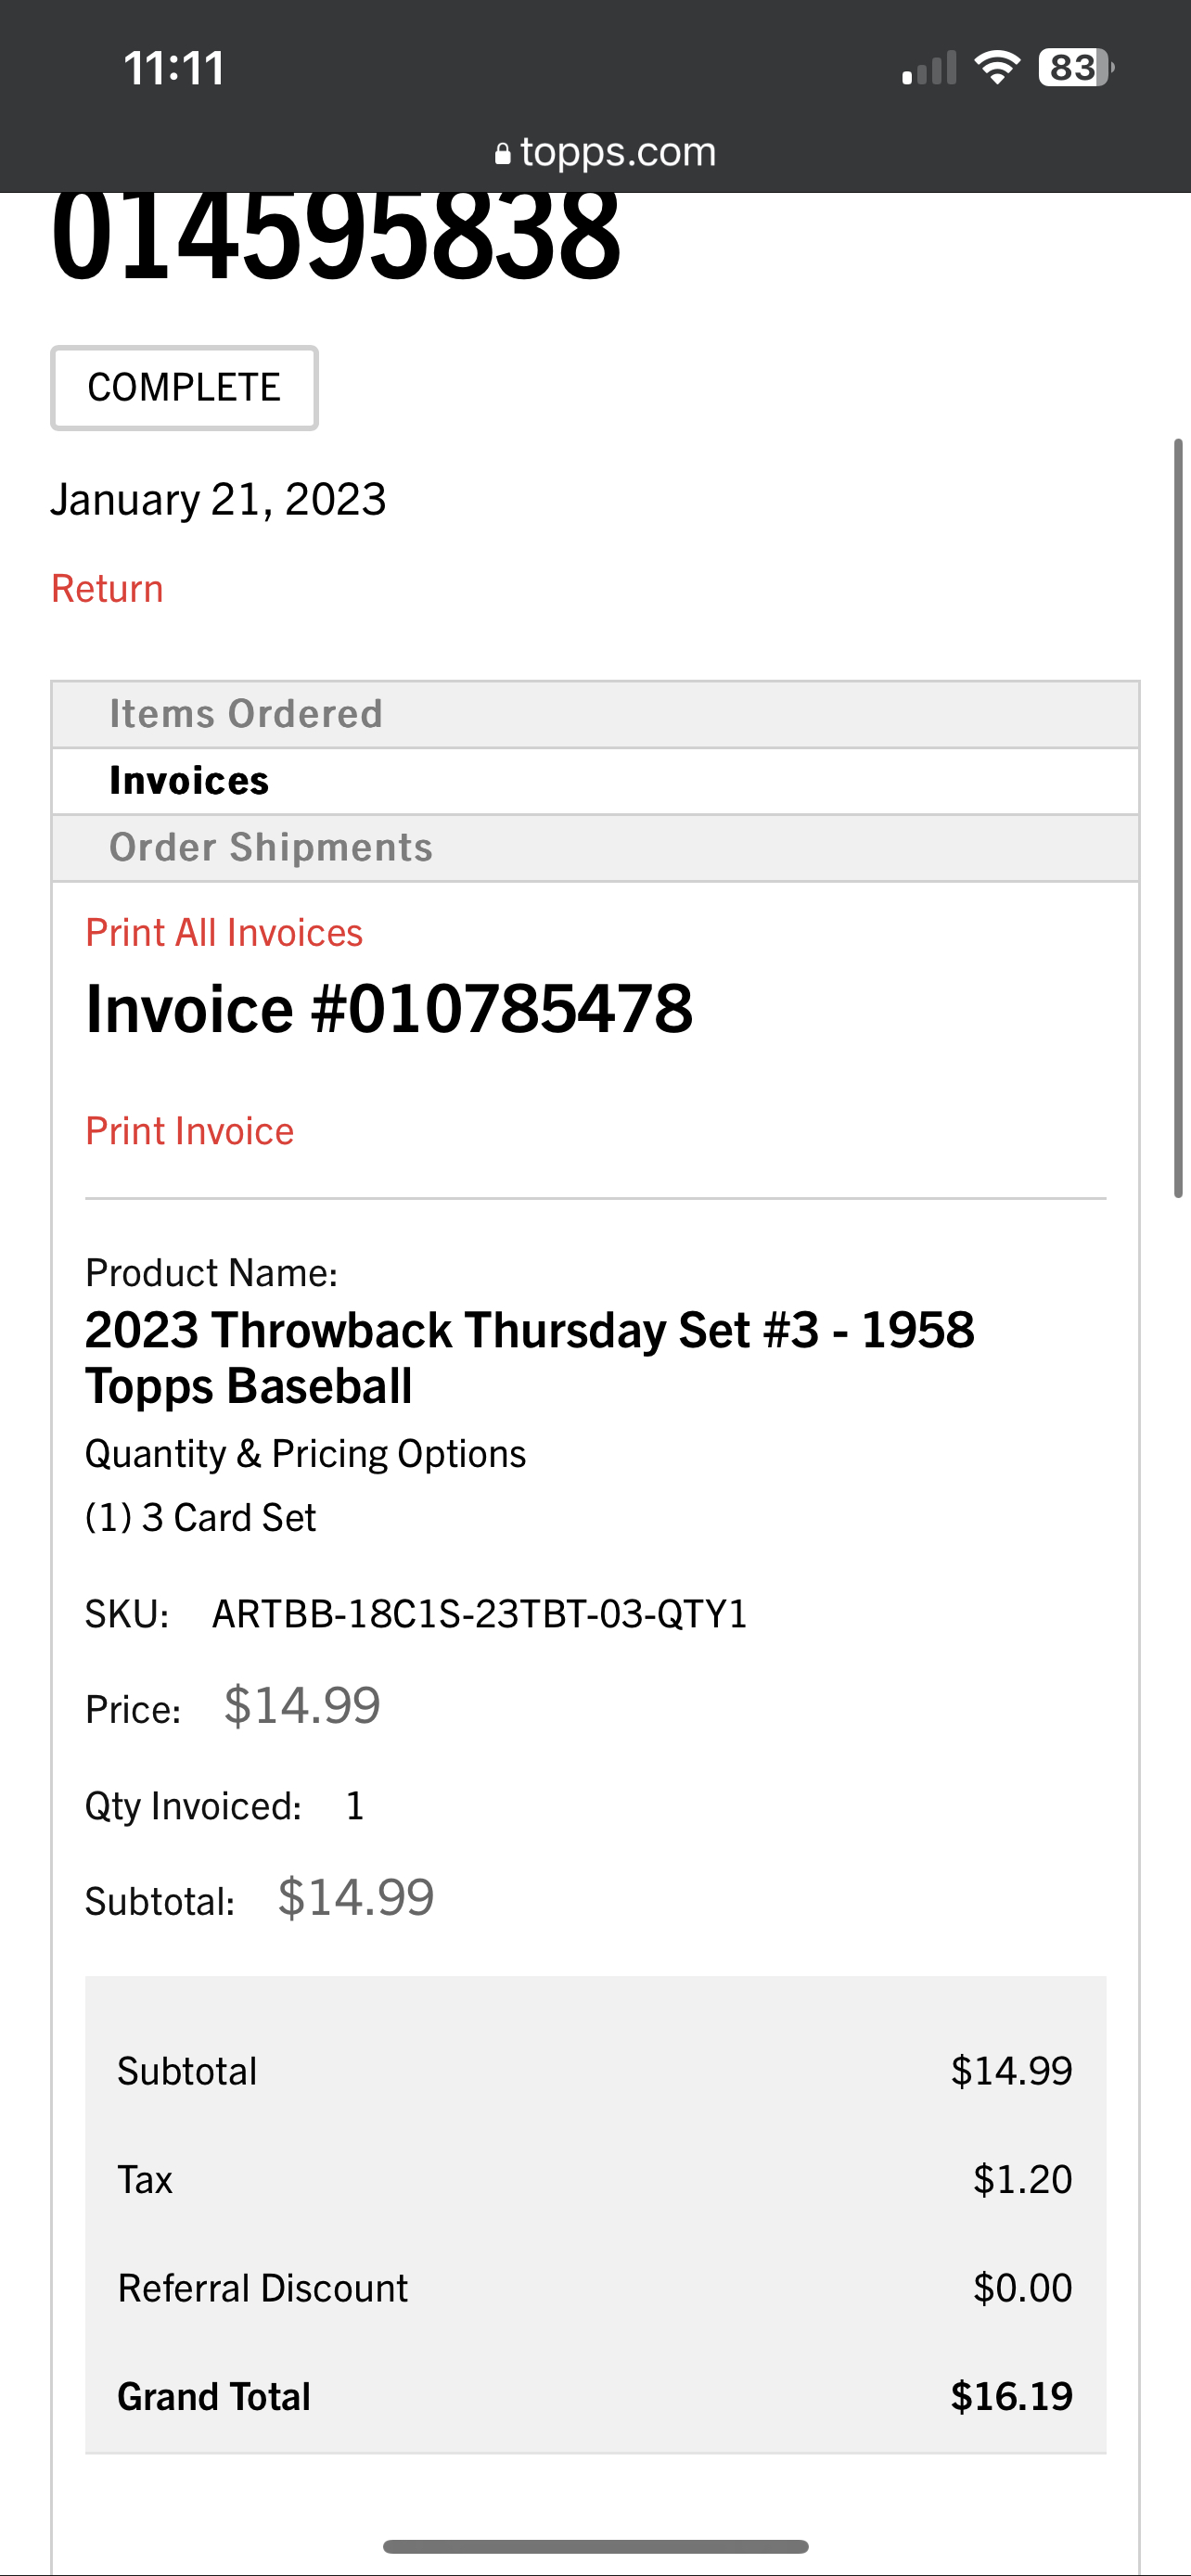 11:11
83
topps.com
014595838
COMPLETE
January 21, 2023
Return
Items Ordered
Invoices
Order Shipments
Print All Invoices
Invoice #010785478
Print Invoice
Product Name:
2023 Throwback Thursday Set #3 - 1958
Topps Baseball
Quantity & Pricing Options
(1) 3 Card Set
SKU: ARTBB-18C1S-23TBT-03-QTY1
Price: $14.99
Qty Invoiced: 1
Subtotal: $14.99
Subtotal $14.99
Tax $1.20
Referral Discount $0.00
Grand Total $16.19